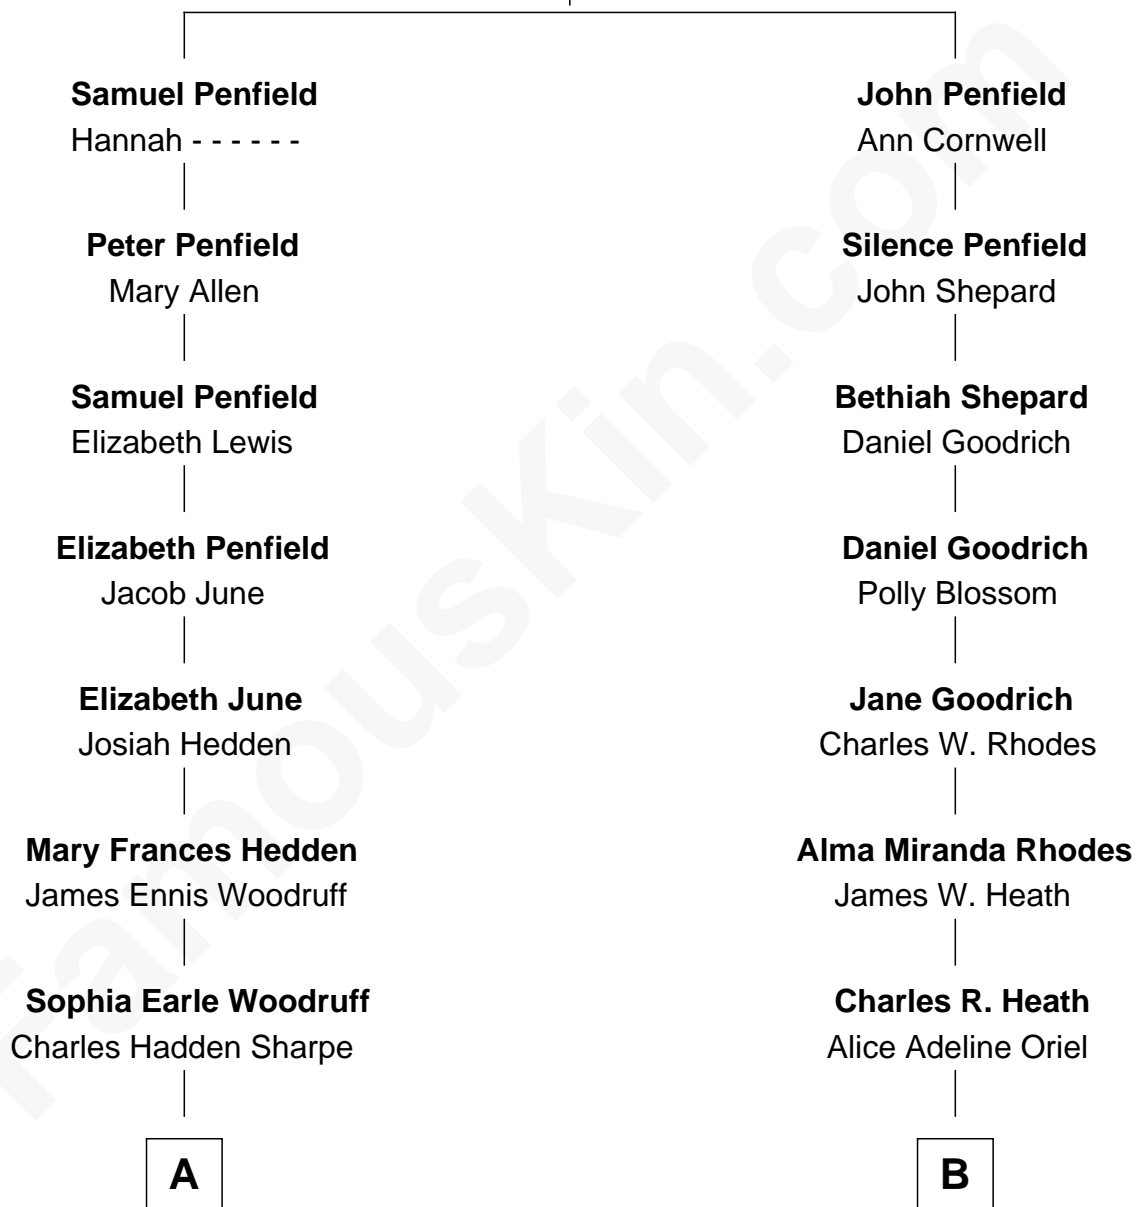 Samuel Penfield
Hannah - - - - - -
Peter Penfield
Mary Allen
Samuel Penfield
Elizabeth Lewis
Elizabeth Penfield
Jacob June
Elizabeth June
Josiah Hedden
Mary Frances Hedden
James Ennis Woodruff
Sophia Earle Woodruff
Charles Hadden Sharpe
A
John Penfield
Ann Cornwell
Silence Penfield
John Shepard
Bethiah Shepard
Daniel Goodrich
Daniel Goodrich
Polly Blossom
Jane Goodrich
Charles W. Rhodes
Alma Miranda Rhodes
James W. Heath
Charles R. Heath
Alice Adeline Oriel
B
FamousKin.com